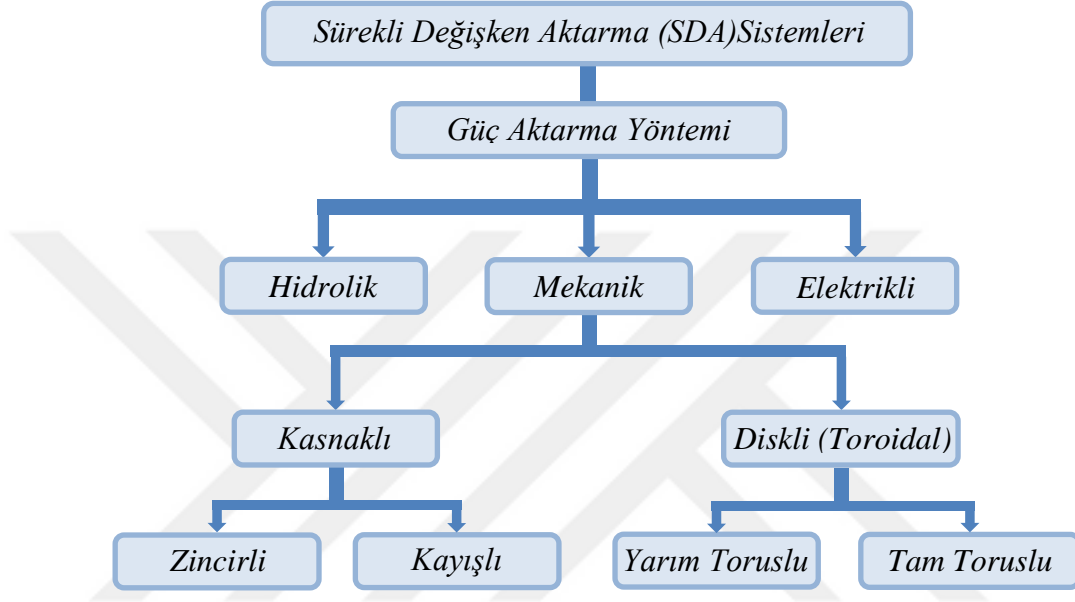 Sürekli Değişken Aktarma (SDA)Sistemleri
Güç Aktarma Yöntemi
Hidrolik
Mekanik
Elektrikli
Kasnaklı
Diskli (Toroidal)
Zincirli
Kayışlı
Yarım Toruslu
Tam Toruslu